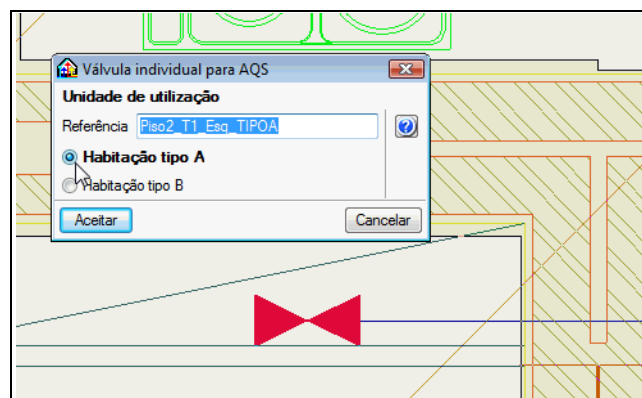 Válvula individual para AQS
Unidade de utilização
Referência Piso2_T1_Esq_TIPOA
Habitação tipo A
Habitação tipo B
Aceitar Cancelar